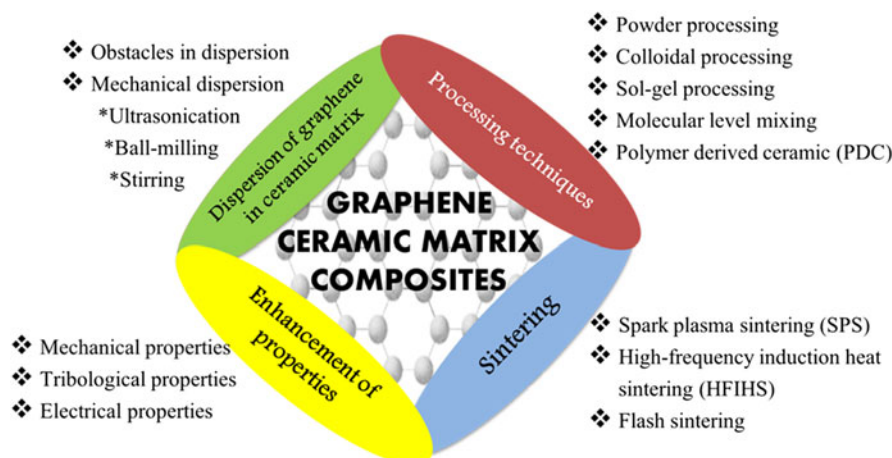 ❖ Obstacles in dispersion
❖ Mechanical dispersion
*Ultrasonication
*Ball-milling
*Stirring
Dispersion of graphene
in ceramic matrix
Processing techniques
❖ Powder processing
❖ Colloidal processing
❖ Sol-gel processing
❖ Molecular level mixing
❖ Polymer derived ceramic (PDC)
GRAPHENE
CERAMIC MATRIX
COMPOSITES
Enhancement of
properties
❖ Mechanical properties
❖ Tribological properties
❖ Electrical properties
Sintering
❖ Spark plasma sintering (SPS)
❖ High-frequency induction heat
sintering (HFIHS)
❖ Flash sintering